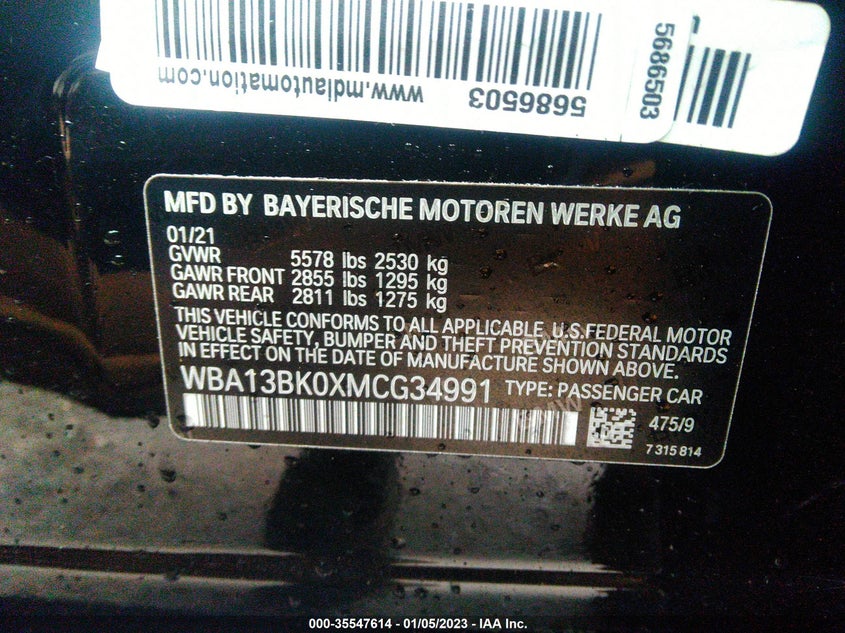 www.mdlautomation.com
5686503
5686503
MFD BY BAYERISCHE MOTOREN WERKE AG
01/21
GVWR 5578 lbs 2530 kg
GAWR FRONT 2855 lbs 1295 kg
GAWR REAR 2811 lbs 1275 kg
THIS VEHICLE CONFORMS TO ALL APPLICABLE U.S.FEDERAL MOTOR
VEHICLE SAFETY, BUMPER AND THEFT PREVENTION STANDARDS
IN EFFECT ON THE DATE OF MANUFACTURE SHOWN ABOVE.
WBA13BK0XMCG34991 TYPE: PASSENGER CAR
475/9
7 315 814
000-35547614 - 01/05/2023 - IAA Inc.